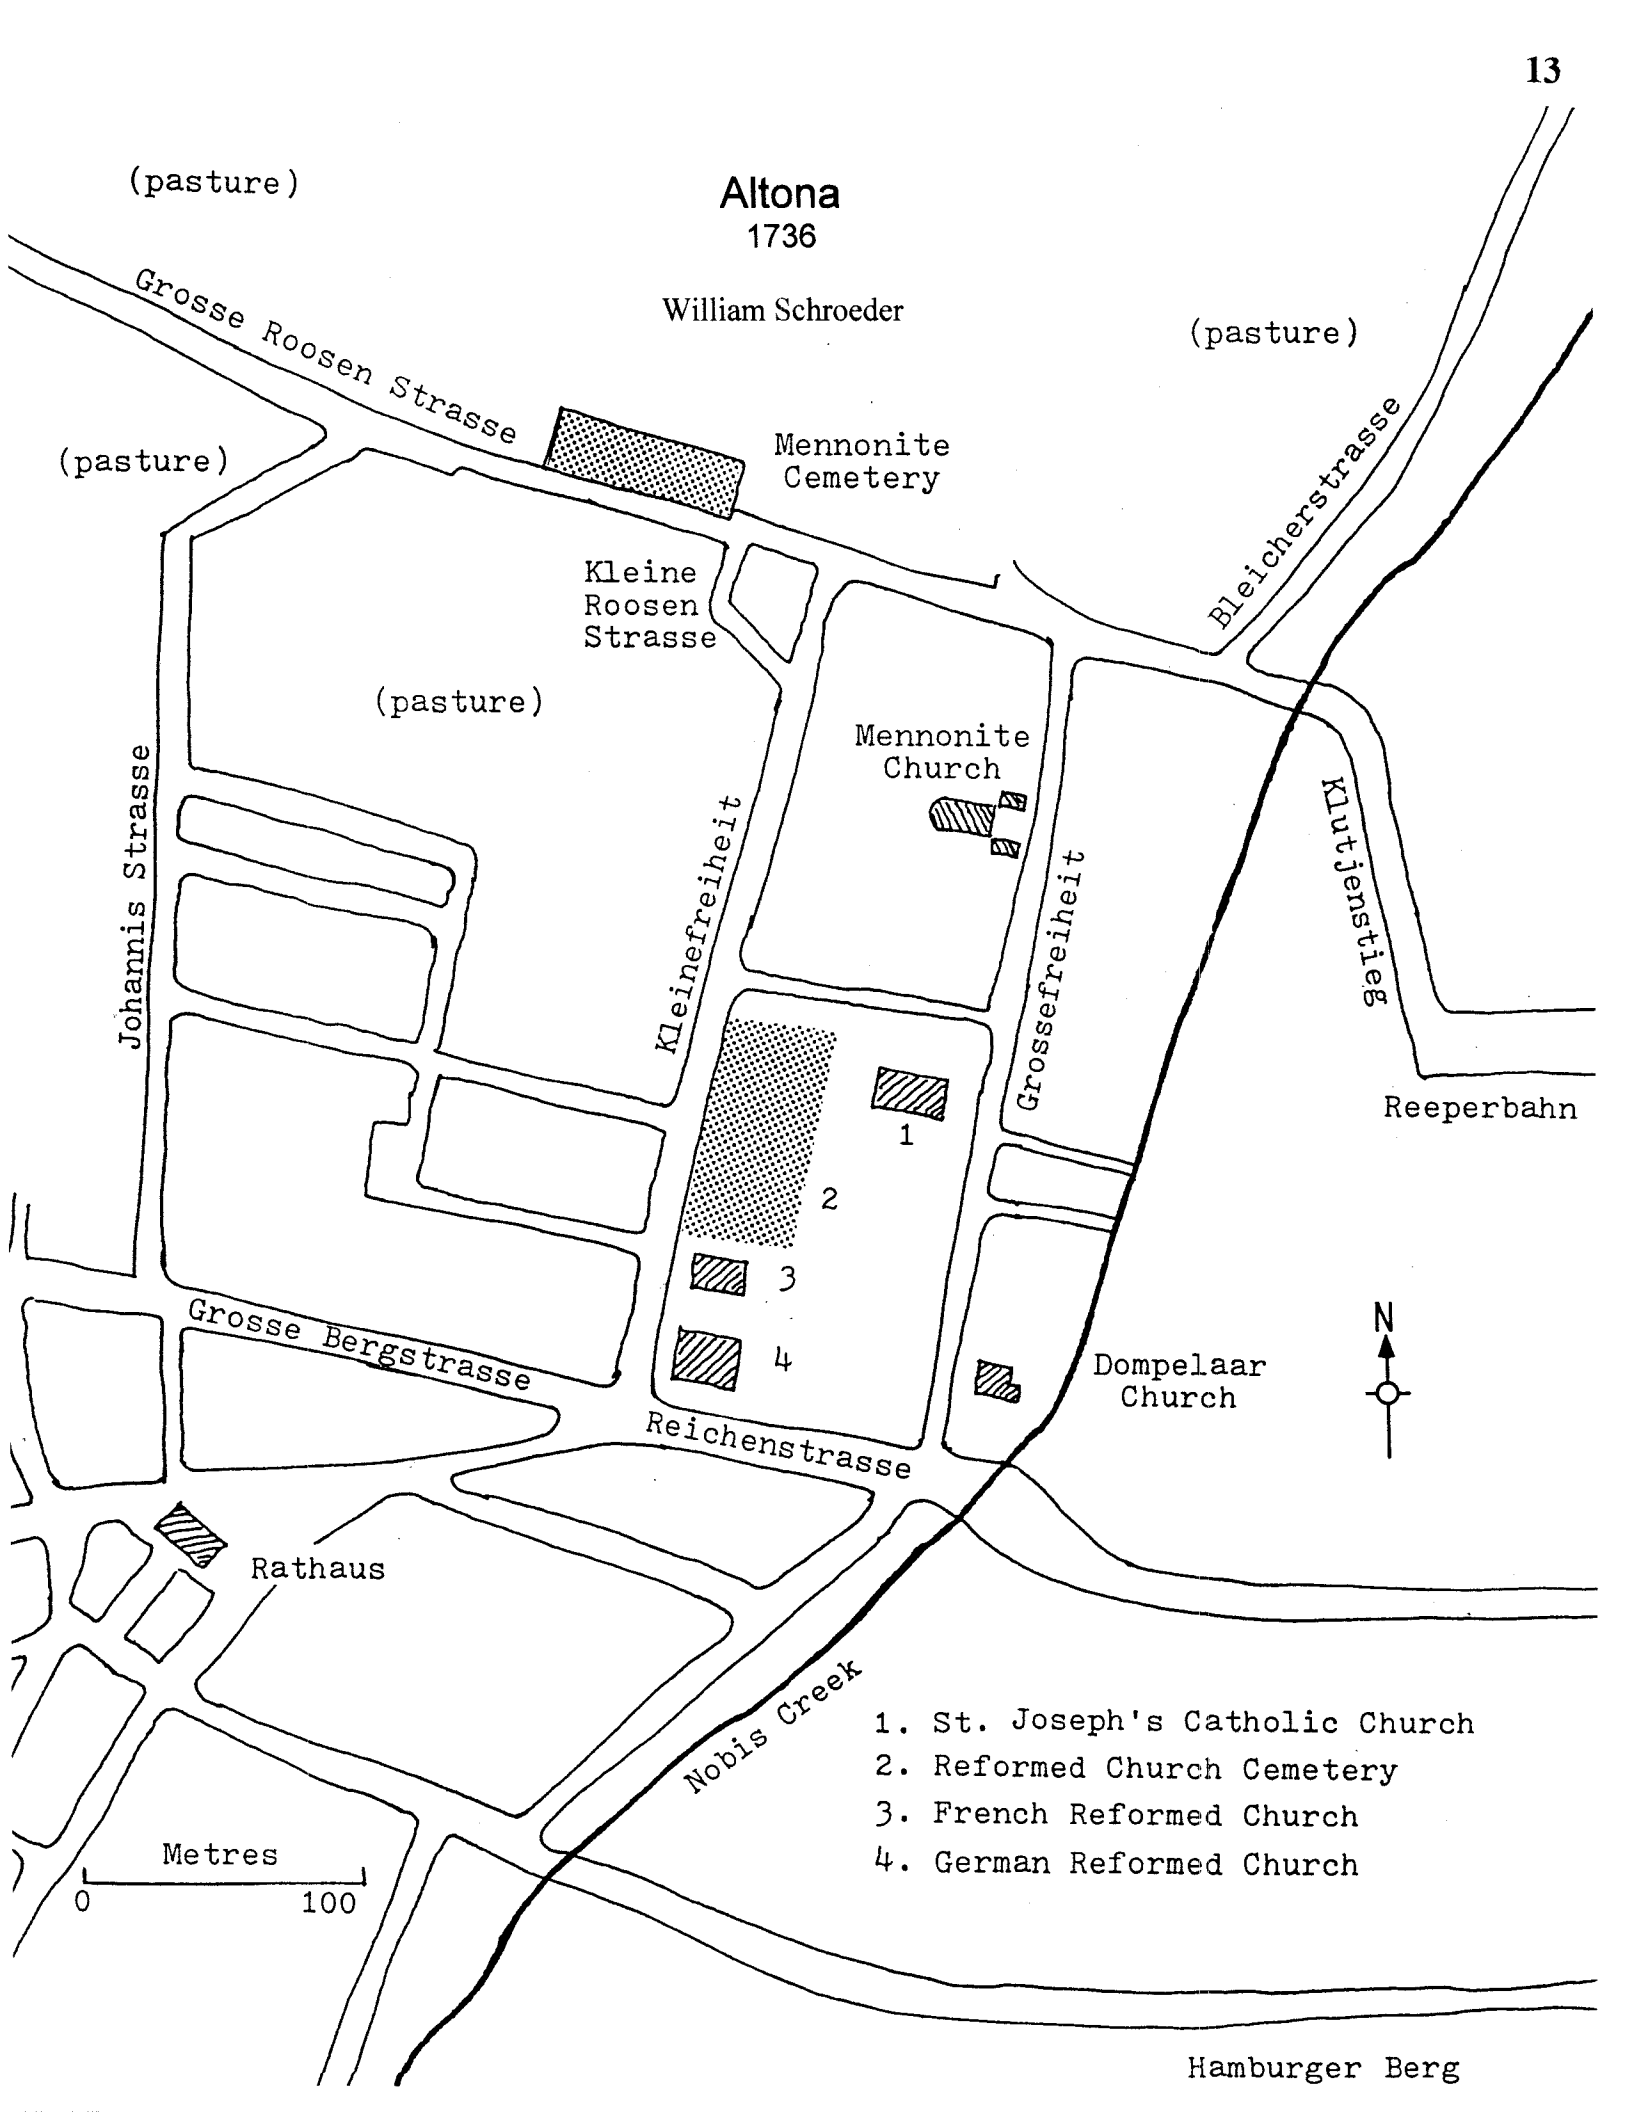 13
(pasture)
Altona
1736
William Schroeder
(pasture)
Grosse Roosen Strasse
(pasture)
Mennonite
Cemetery
Bleicherstrasse
Kleine
Roosen
Strasse
(pasture)
Mennonite
Church
Johannis Strasse
Kleinefreiheit
Grossefreiheit
Klutjenstieg
Reeperbahn
1
2
3
4
N
Grosse Bergstrasse
Dompelaar
Church
Reichenstrasse
Rathaus
Nobis Creek
1. St. Joseph's Catholic Church
2. Reformed Church Cemetery
3. French Reformed Church
4. German Reformed Church
Metres
0 100
Hamburger Berg